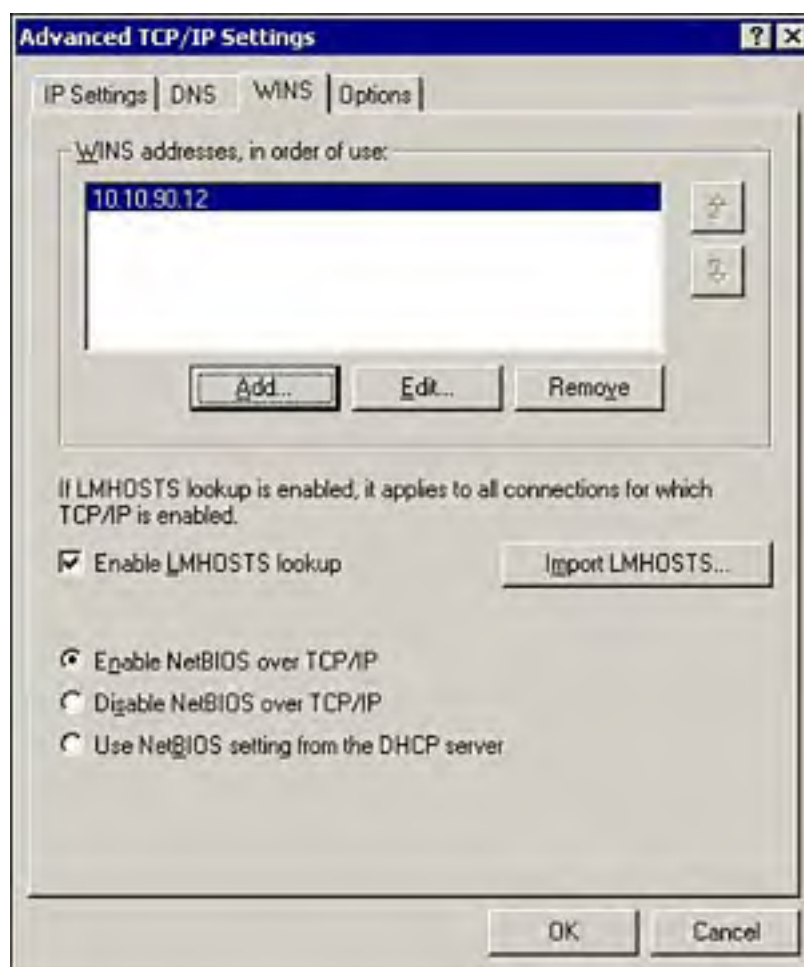 Advanced TCP/IP Settings
IP Settings DNS WINS Options
WINS addresses, in order of use:
10.10.90.12
Add... Edit... Remove
If LMHOSTS lookup is enabled, it applies to all connections for which
TCP/IP is enabled.
Enable LMHOSTS lookup Import LMHOSTS...
Enable NetBIOS over TCP/IP
Disable NetBIOS over TCP/IP
Use NetBIOS setting from the DHCP server
OK Cancel